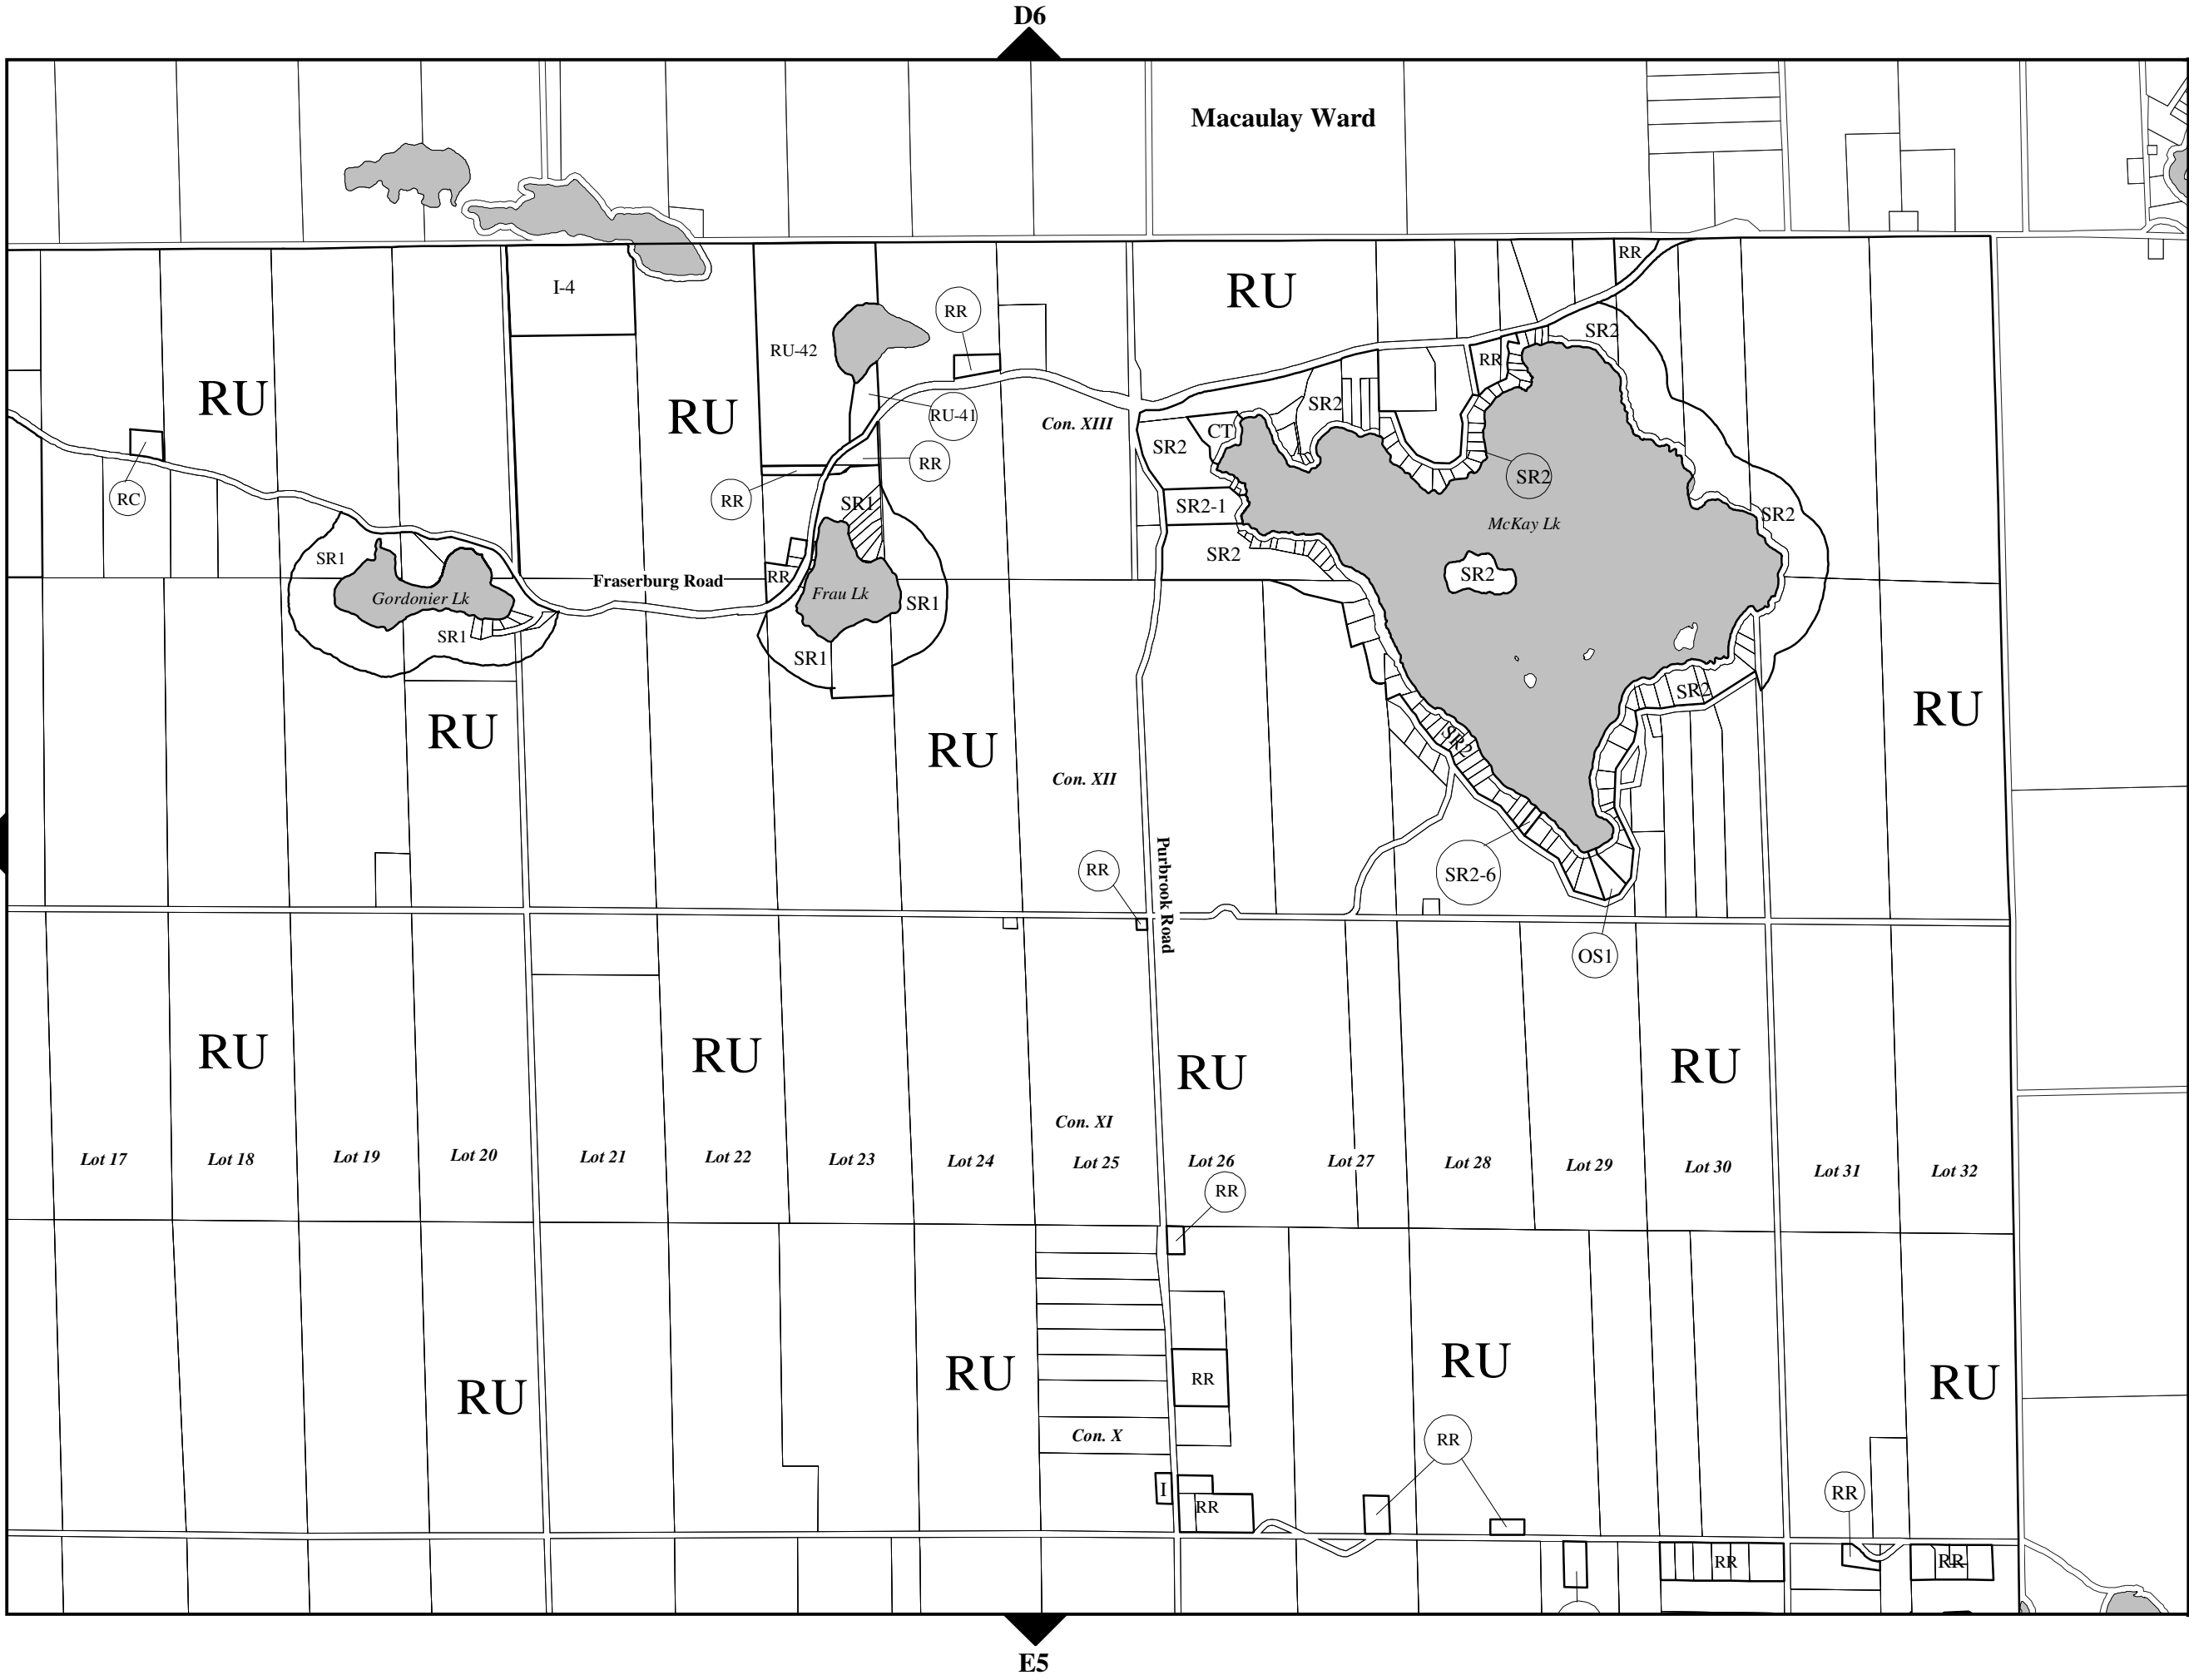 D6
Macaulay Ward
RR
I-4
RU
RR
SR2
RU-42
RR
RU
RU
SR2
RU-41
RU
Con. XIII
CT
SR2
RR
SR2
RC
RR
SR1
SR2-1
McKay Lk
SR2
SR1
SR2
SR2
Fraserburg Road
RR
Frau Lk
Gordonier Lk
SR1
SR1
SR1
SR2
RU
RU
RU
SR2
Con. XII
Purbrook Road
RR
SR2-6
OS1
RU
RU
RU
RU
Con. XI
Lot 17
Lot 18
Lot 19
Lot 20
Lot 21
Lot 22
Lot 23
Lot 24
Lot 25
Lot 26
Lot 27
Lot 28
Lot 29
Lot 30
Lot 31
Lot 32
RR
RU
RU
RU
RU
RR
Con. X
RR
I
RR
RR
RR
RR
E5